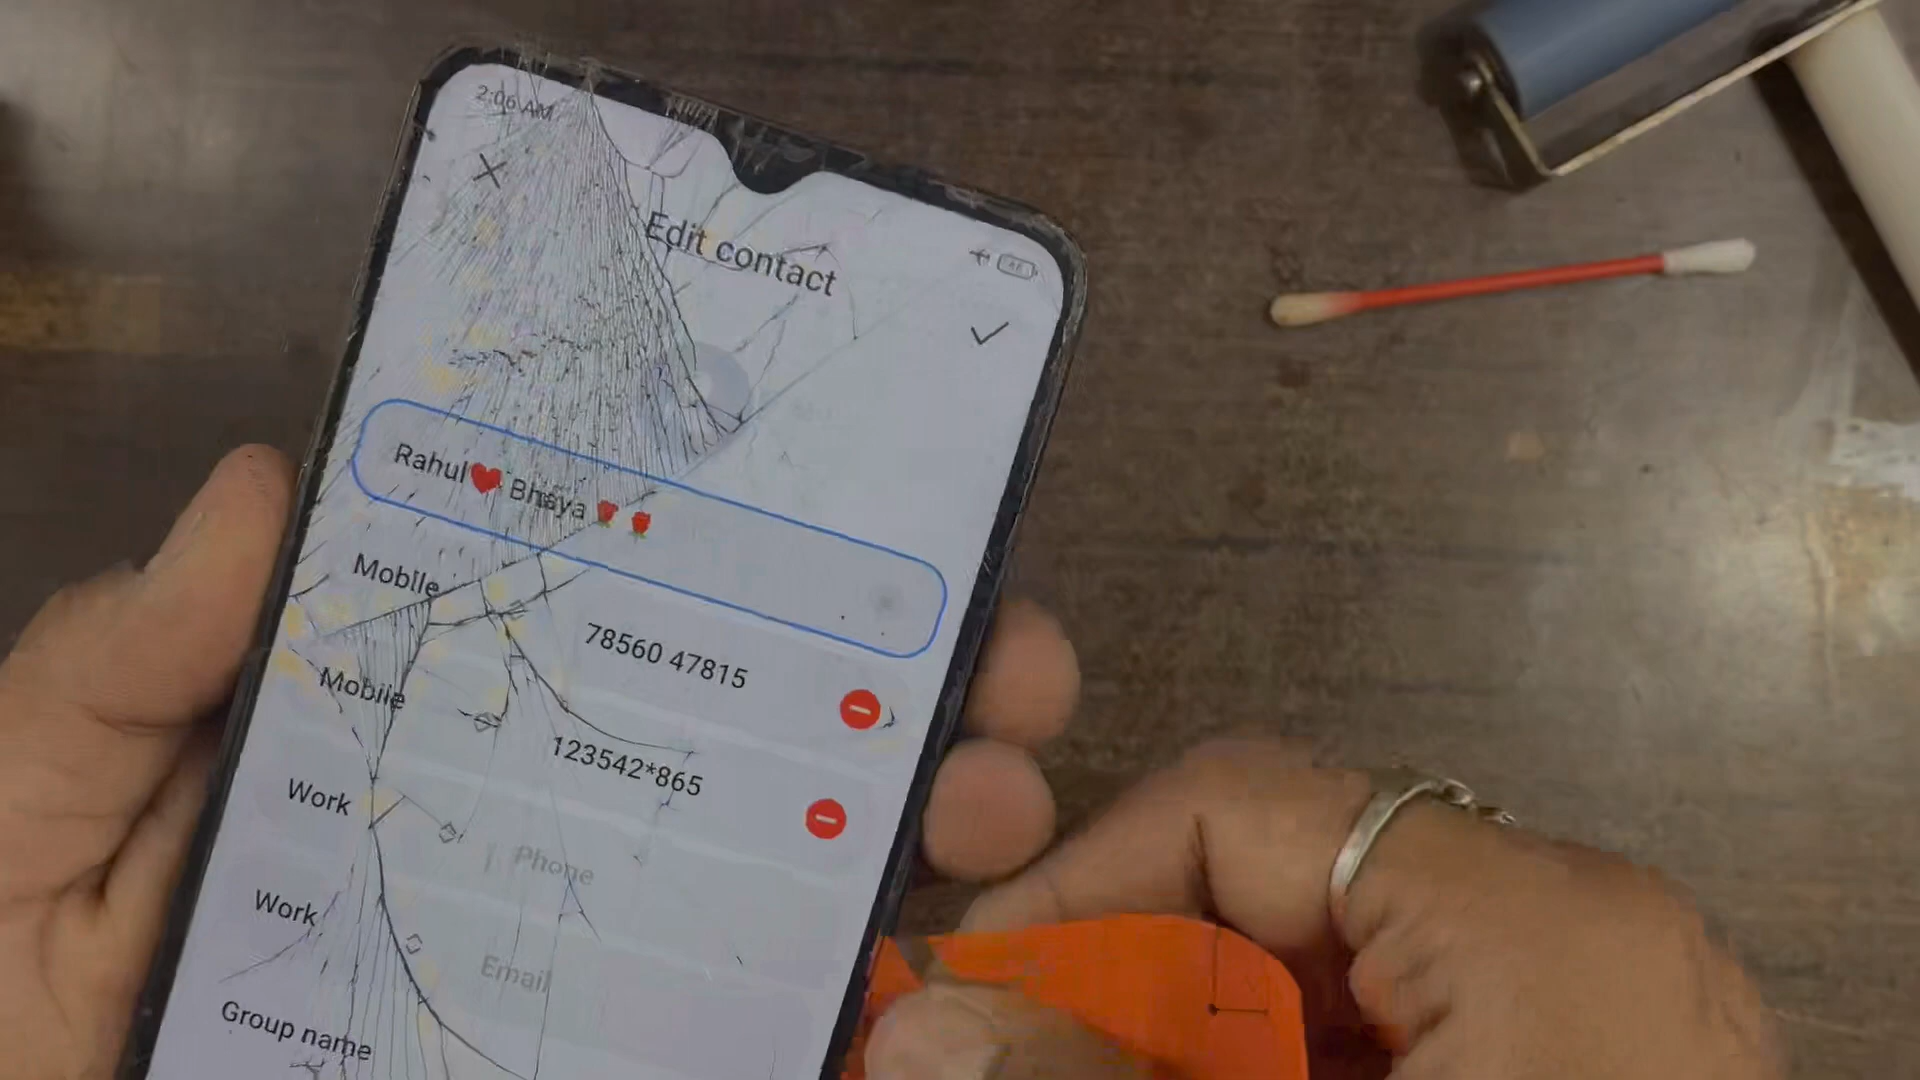 2:06 AM
Edit contact
Rahul❤️ Bhaya 🌹 🌹
Mobile
78560 47815
Mobile
123542*865
Work
Phone
Work
Email
Group name